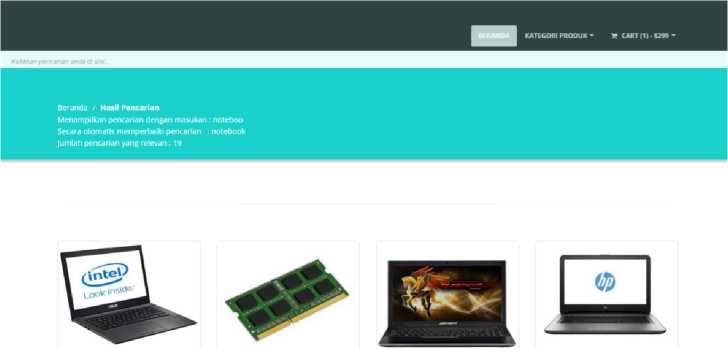 BERANDA KATEGORI PRODUK CART (1) - $299
Ketikkan pencarian anda di sini...
Beranda / Hasil Pencarian
Menampilkan pencarian dengan masukan : noteboo
Secara otomatis memperbaiki pencarian : notebook
Jumlah pencarian yang relevan : 19
intel
Look Inside
hp